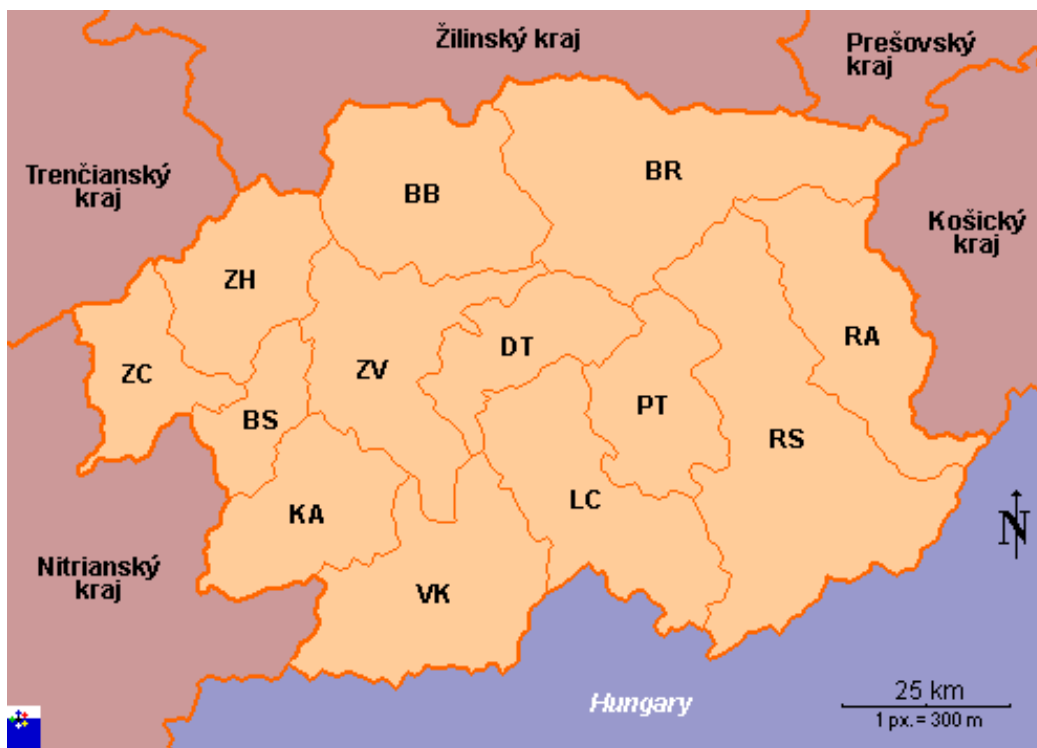 Žilinský kraj
Prešovský
kraj
Trenčianský
kraj
BB
BR
Košický
kraj
ZH
ZC
ZV
DT
RA
BS
PT
RS
KA
LC
N
Nitrianský
kraj
VK
Hungary
25 km
1 px. = 300 m